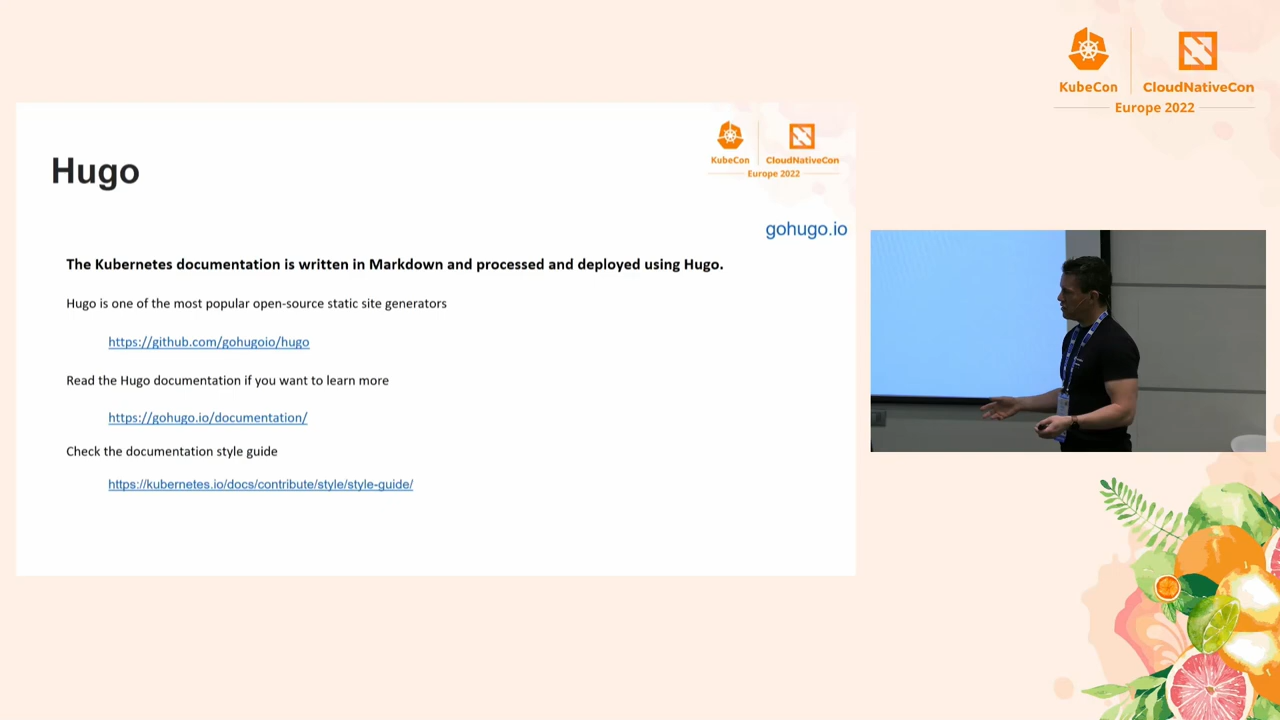 KubeCon
CloudNativeCon
Europe 2022
Hugo
KubeCon
CloudNativeCon
Europe 2022
gohugo.io
The Kubernetes documentation is written in Markdown and processed and deployed using Hugo.
Hugo is one of the most popular open-source static site generators
https://github.com/gohugoio/hugo
Read the Hugo documentation if you want to learn more
https://gohugo.io/documentation/
Check the documentation style guide
https://kubernetes.io/docs/contribute/style/style-guide/